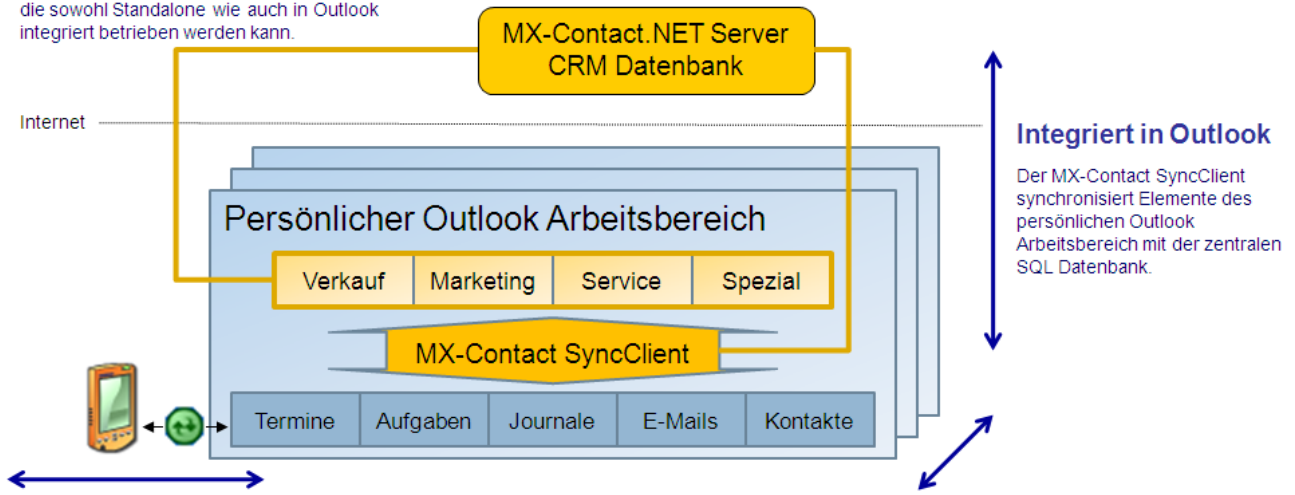 die sowohl Standalone wie auch in Outlook
integriert betrieben werden kann.
MX-Contact.NET Server
CRM Datenbank
Internet
Integriert in Outlook
Der MX-Contact SyncClient
synchronisiert Elemente des
persönlichen Outlook
Arbeitsbereich mit der zentralen
SQL Datenbank.
Persönlicher Outlook Arbeitsbereich
Verkauf
Marketing
Service
Spezial
MX-Contact SyncClient
Termine
Aufgaben
Journale
E-Mails
Kontakte